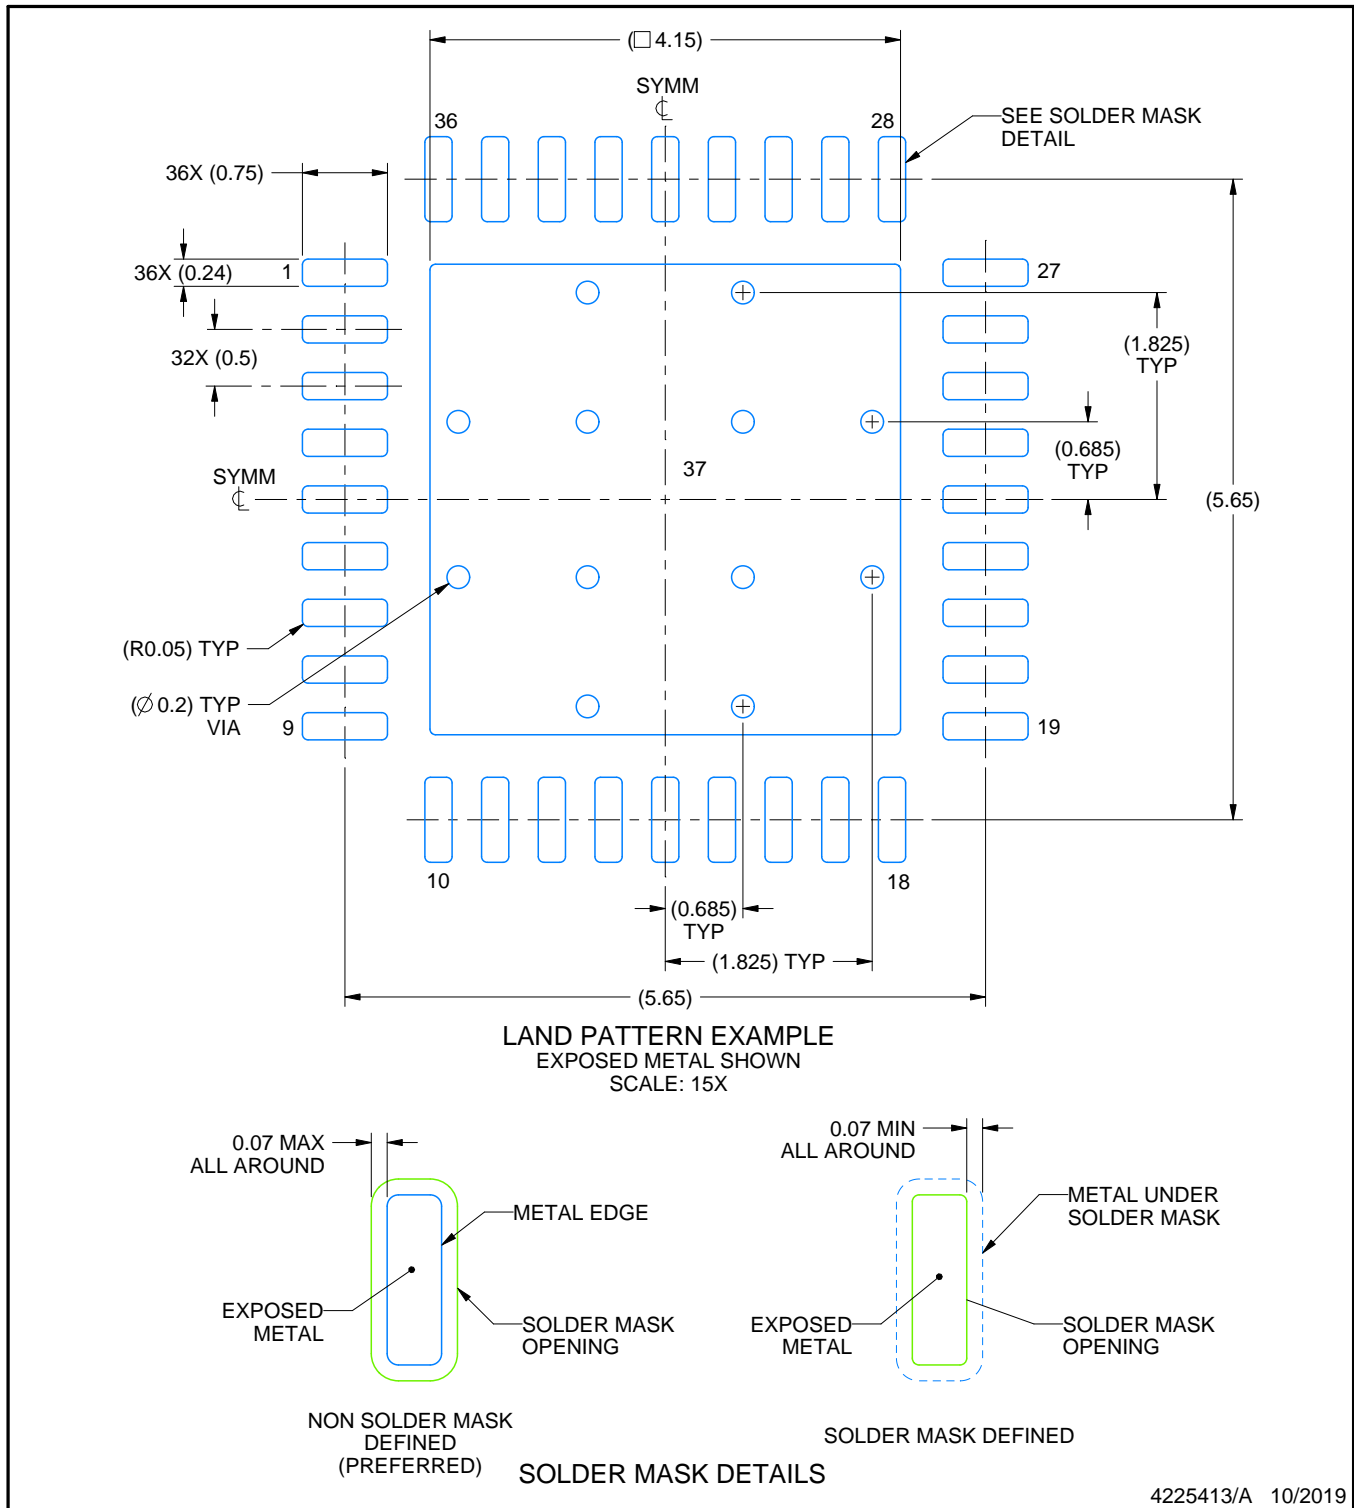 (□ 4.15)
SYMM
℄
36
28
SEE SOLDER MASK
DETAIL
36X (0.75)
36X (0.24)
1
27
32X (0.5)
(1.825)
TYP
(0.685)
TYP
37
SYMM
℄
(5.65)
(R0.05) TYP
(∅ 0.2) TYP
VIA
9
19
10
18
(0.685)
TYP
(1.825) TYP
(5.65)
LAND PATTERN EXAMPLE
EXPOSED METAL SHOWN
SCALE: 15X
0.07 MAX
ALL AROUND
METAL EDGE
EXPOSED
METAL
SOLDER MASK
OPENING
NON SOLDER MASK
DEFINED
(PREFERRED)
0.07 MIN
ALL AROUND
METAL UNDER
SOLDER MASK
EXPOSED
METAL
SOLDER MASK
OPENING
SOLDER MASK DEFINED
SOLDER MASK DETAILS
4225413/A 10/2019